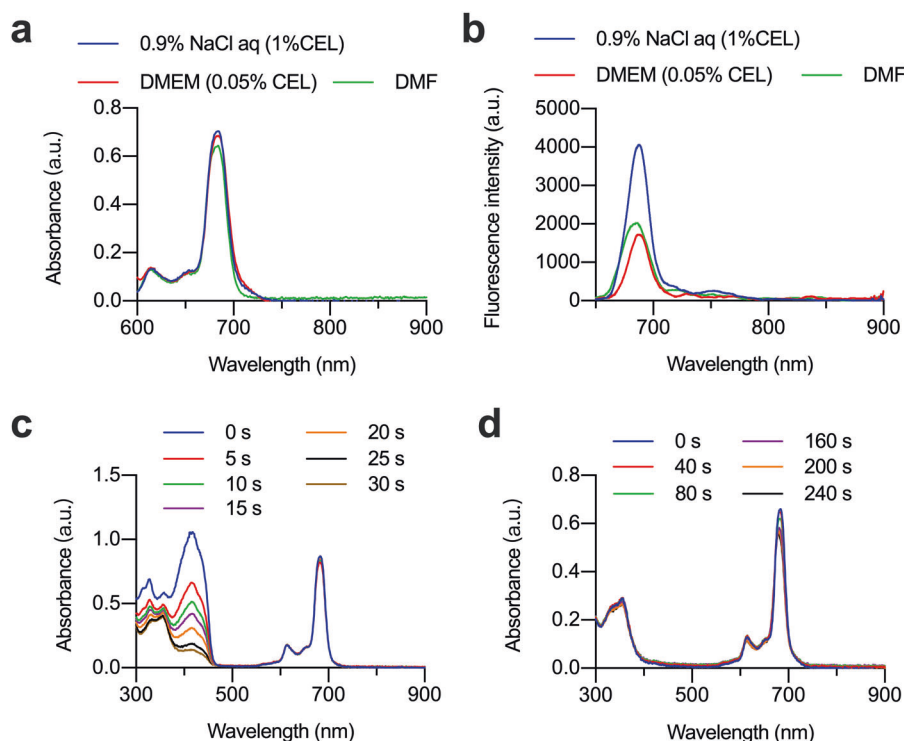 a
0.9% NaCl aq (1%CEL)
DMEM (0.05% CEL) DMF
Absorbance (a.u.)
0.8
0.6
0.4
0.2
0.0
600 700 800 900
Wavelength (nm)
b
0.9% NaCl aq (1%CEL)
DMEM (0.05% CEL) DMF
Fluorescence intensity (a.u.)
5000
4000
3000
2000
1000
0
700 800 900
Wavelength (nm)
c
0 s 20 s
5 s 25 s
10 s 30 s
15 s
Absorbance (a.u.)
1.5
1.0
0.5
0.0
300 500 700 900
Wavelength (nm)
d
0 s 160 s
40 s 200 s
80 s 240 s
Absorbance (a.u.)
0.8
0.6
0.4
0.2
0.0
300 500 700 900
Wavelength (nm)